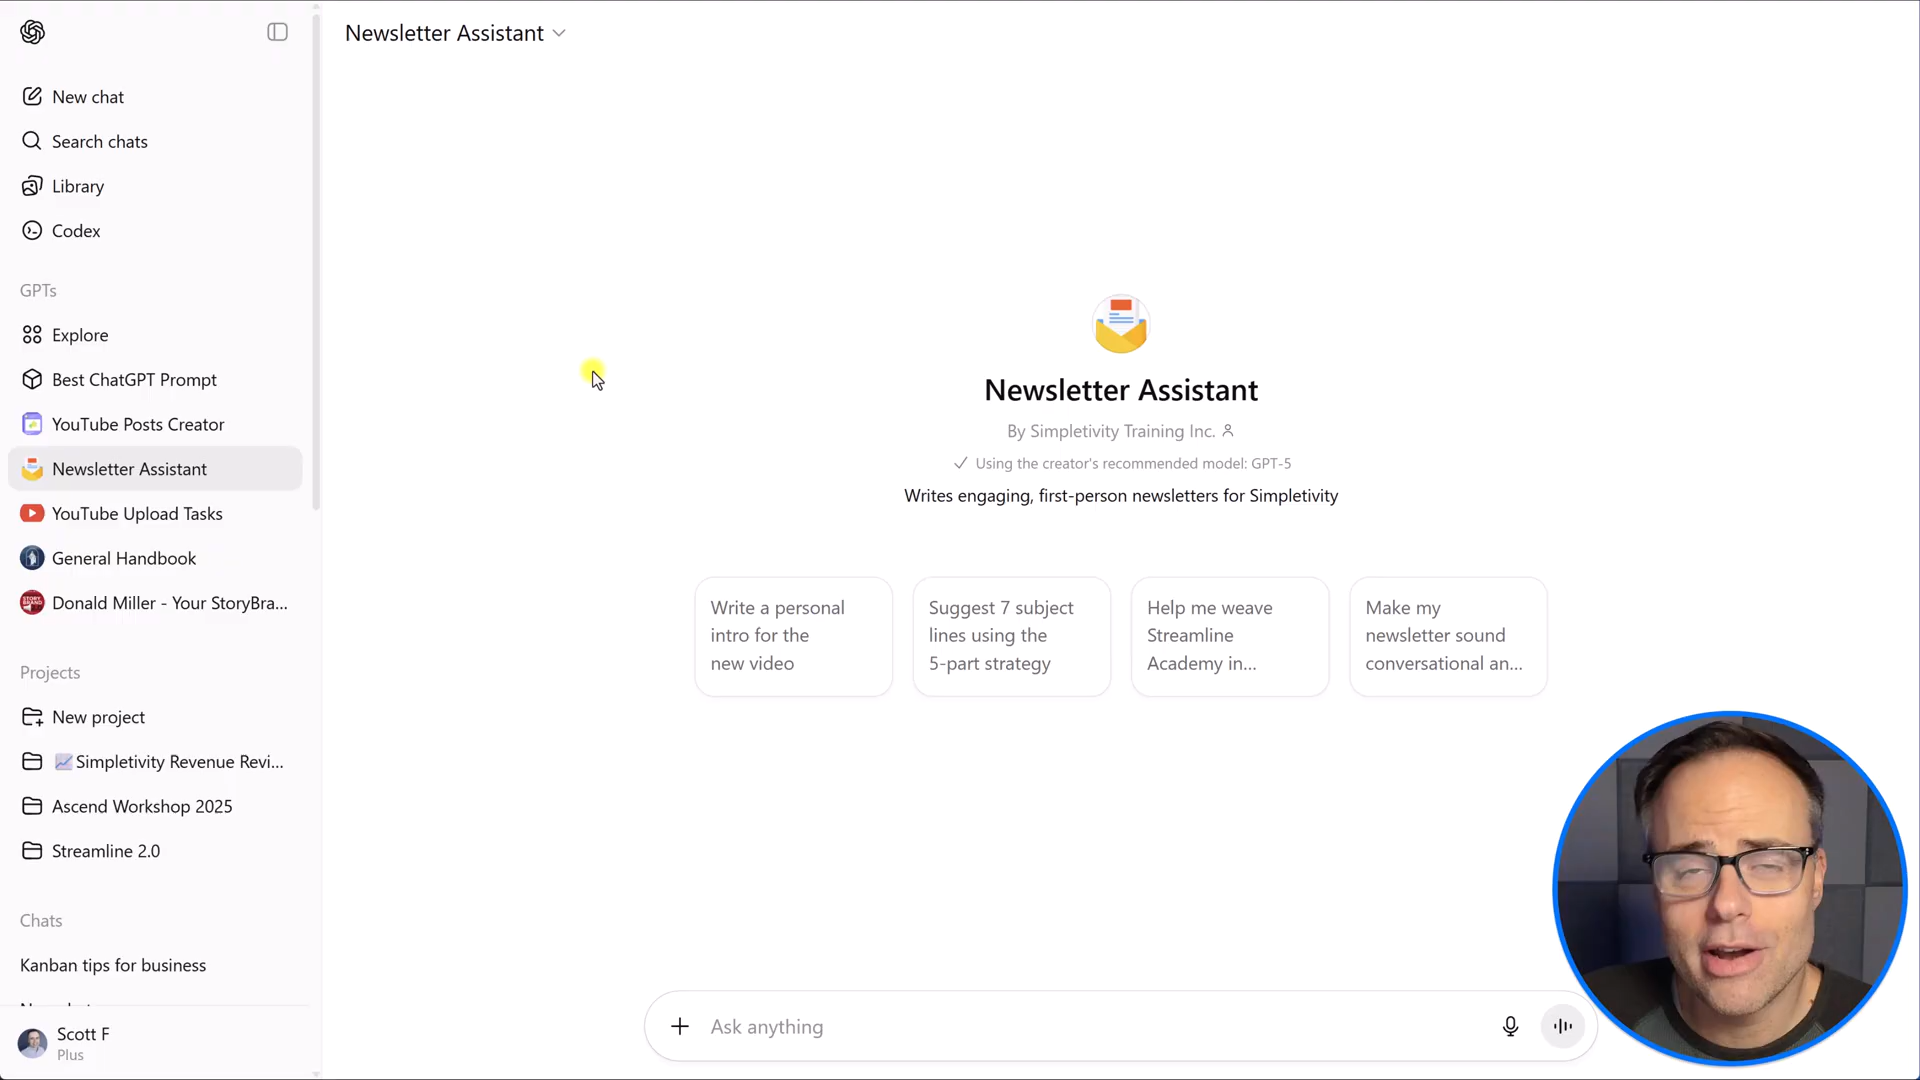 Newsletter Assistant
New chat
Search chats
Library
Codex
GPTs
Explore
Best ChatGPT Prompt
YouTube Posts Creator
Newsletter Assistant
YouTube Upload Tasks
General Handbook
Donald Miller - Your StoryBra...
Projects
New project
Simpletivity Revenue Revi...
Ascend Workshop 2025
Streamline 2.0
Chats
Kanban tips for business
Scott F
Plus
Newsletter Assistant
By Simpletivity Training Inc.
Using the creator's recommended model: GPT-5
Writes engaging, first-person newsletters for Simpletivity
Write a personal
intro for the
new video
Suggest 7 subject
lines using the
5-part strategy
Help me weave
Streamline
Academy in...
Make my
newsletter sound
conversational an...
Ask anything